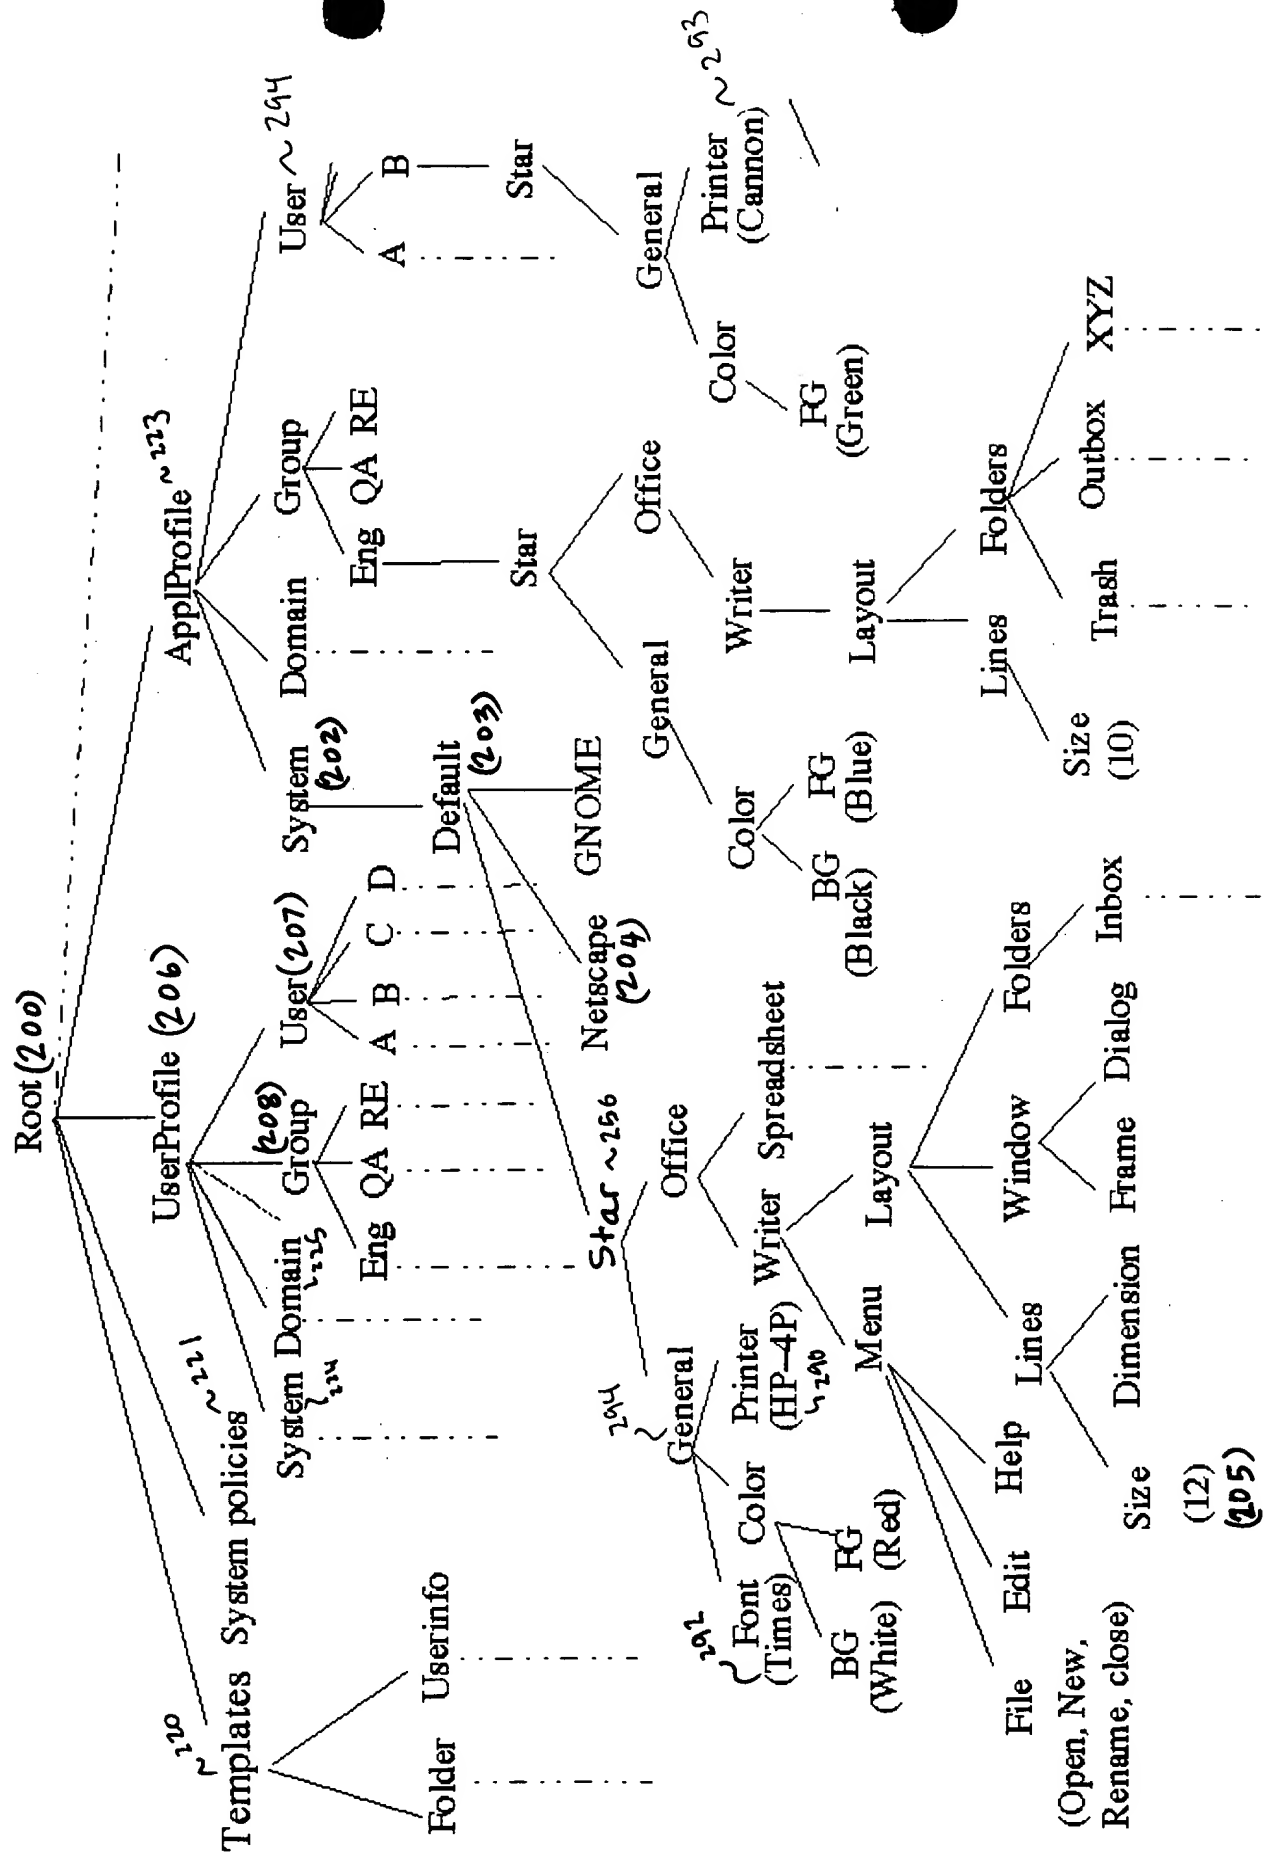 Root (200)
UserProfile (206)
ApplProfile ~223
Templates ~220
System policies ~221
System ~224
Domain ~225
Group (208)
User (207)
System (202)
Domain
Group
User ~294
Folder
Userinfo
Eng
QA
RE
A
B
C
D
Default (203)
Eng
QA
RE
A
B
Star ~256
Netscape (204)
GNOME
Star
Star
General 294
Office
General
Office
General
Font (Times) 292
Color
Printer (HP-4P) ~290
Writer
Spreadsheet
Color
Writer
Color
Printer (Cannon) ~293
BG (White)
FG (Red)
Menu
Layout
BG (Black)
FG (Blue)
Layout
FG (Green)
File
(Open, New,
Rename, close)
Edit
Help
Lines
Window
Folders
Lines
Folders
Size
(12)
(205)
Dimension
Frame
Dialog
Inbox
Size
(10)
Trash
Outbox
XYZ